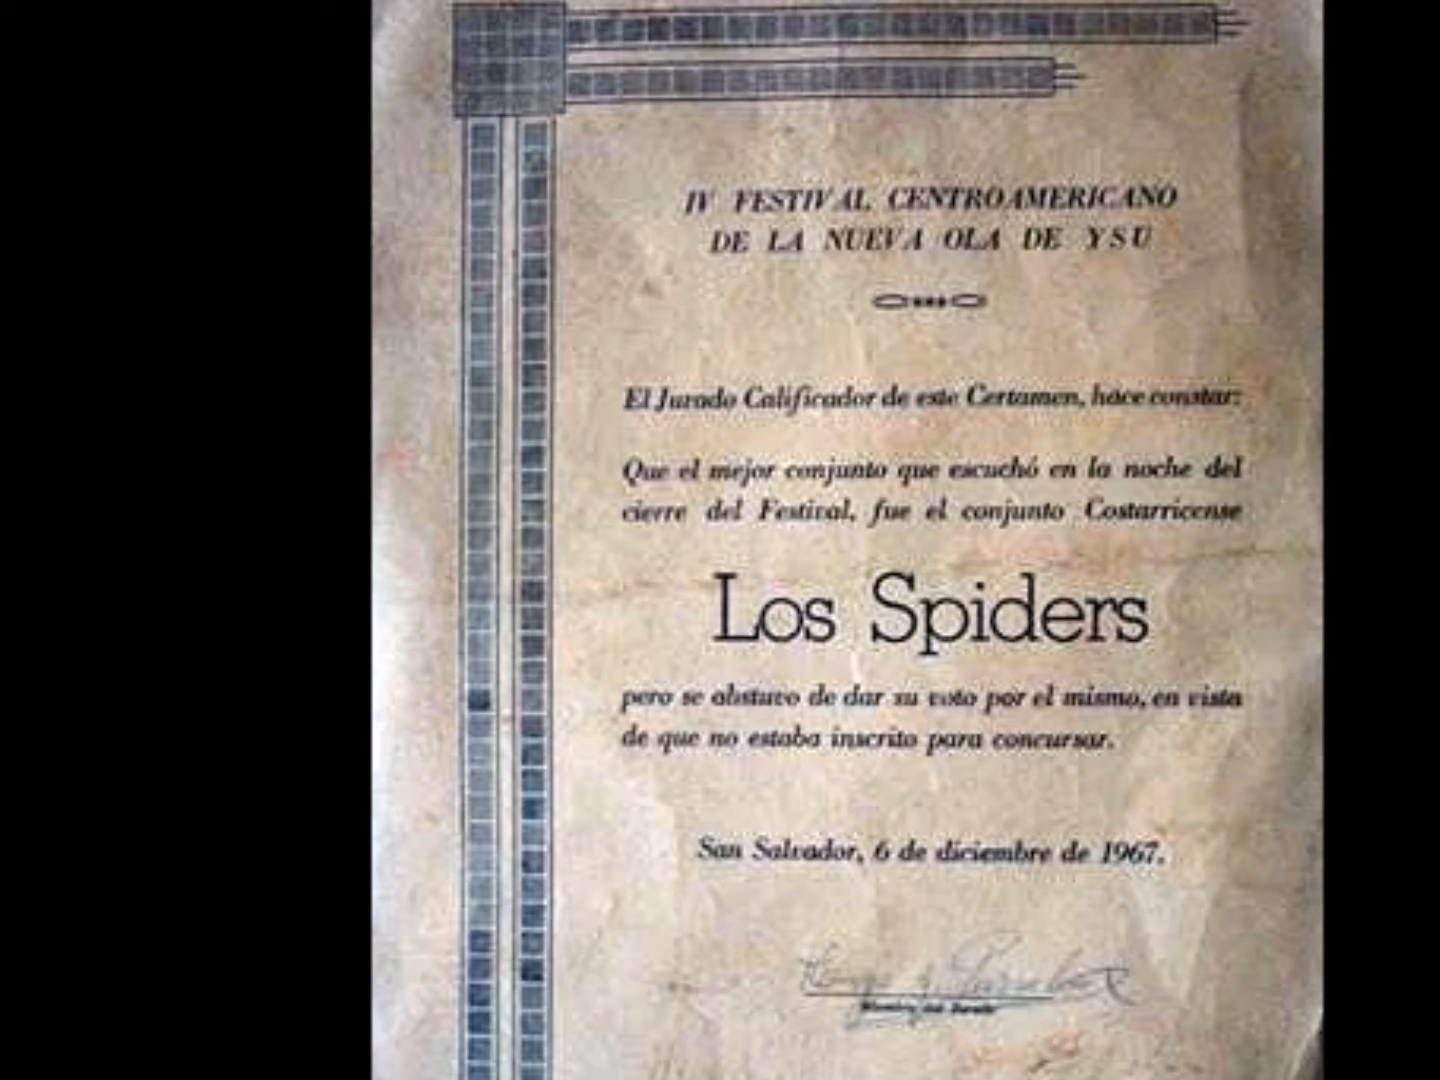 IV FESTIVAL CENTROAMERICANO
DE LA NUEVA OLA DE YSU
El Jurado Calificador de este Certamen, hace constar:
Que el mejor conjunto que escuchó en la noche del
cierre del Festival, fue el conjunto Costarricense
Los Spiders
pero se abstuvo de dar su voto por el mismo, en vista
de que no estaba inscrito para concursar.
San Salvador, 6 de diciembre de 1967.
Miembro del Jurado